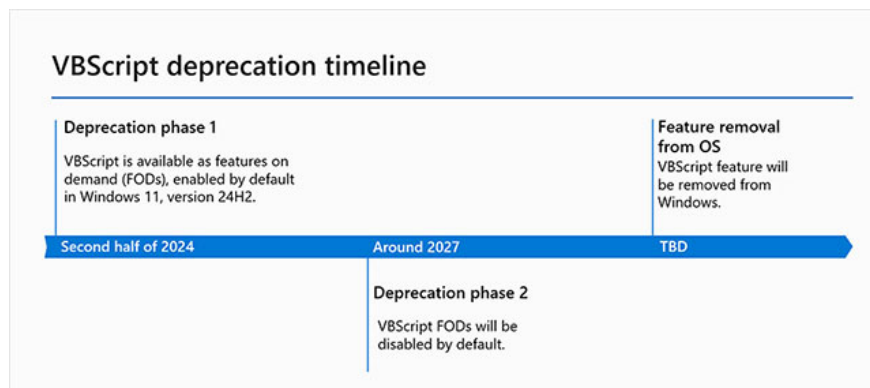 VBScript deprecation timeline
Deprecation phase 1
VBScript is available as features on
demand (FODs), enabled by default
in Windows 11, version 24H2.
Feature removal
from OS
VBScript feature will
be removed from
Windows.
Second half of 2024
Around 2027
TBD
Deprecation phase 2
VBScript FODs will be
disabled by default.